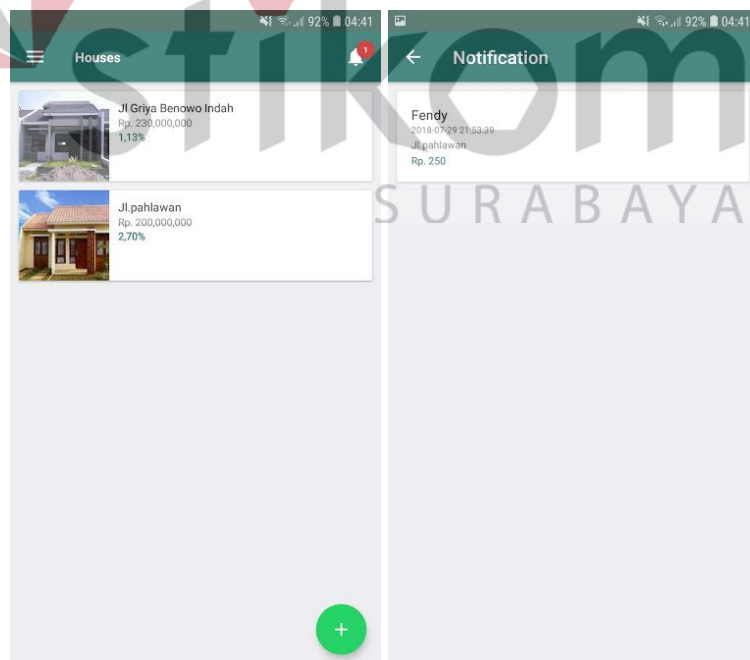 92% 04:41
Houses
1
Jl Griya Benowo Indah
Rp. 230,000,000
1,13%
Jl.pahlawan
Rp. 200,000,000
2,70%
+
92% 04:41
Notification
Fendy
2018-07-29 21:53:39
Jl.pahlawan
Rp. 250
stikom
SURABAYA